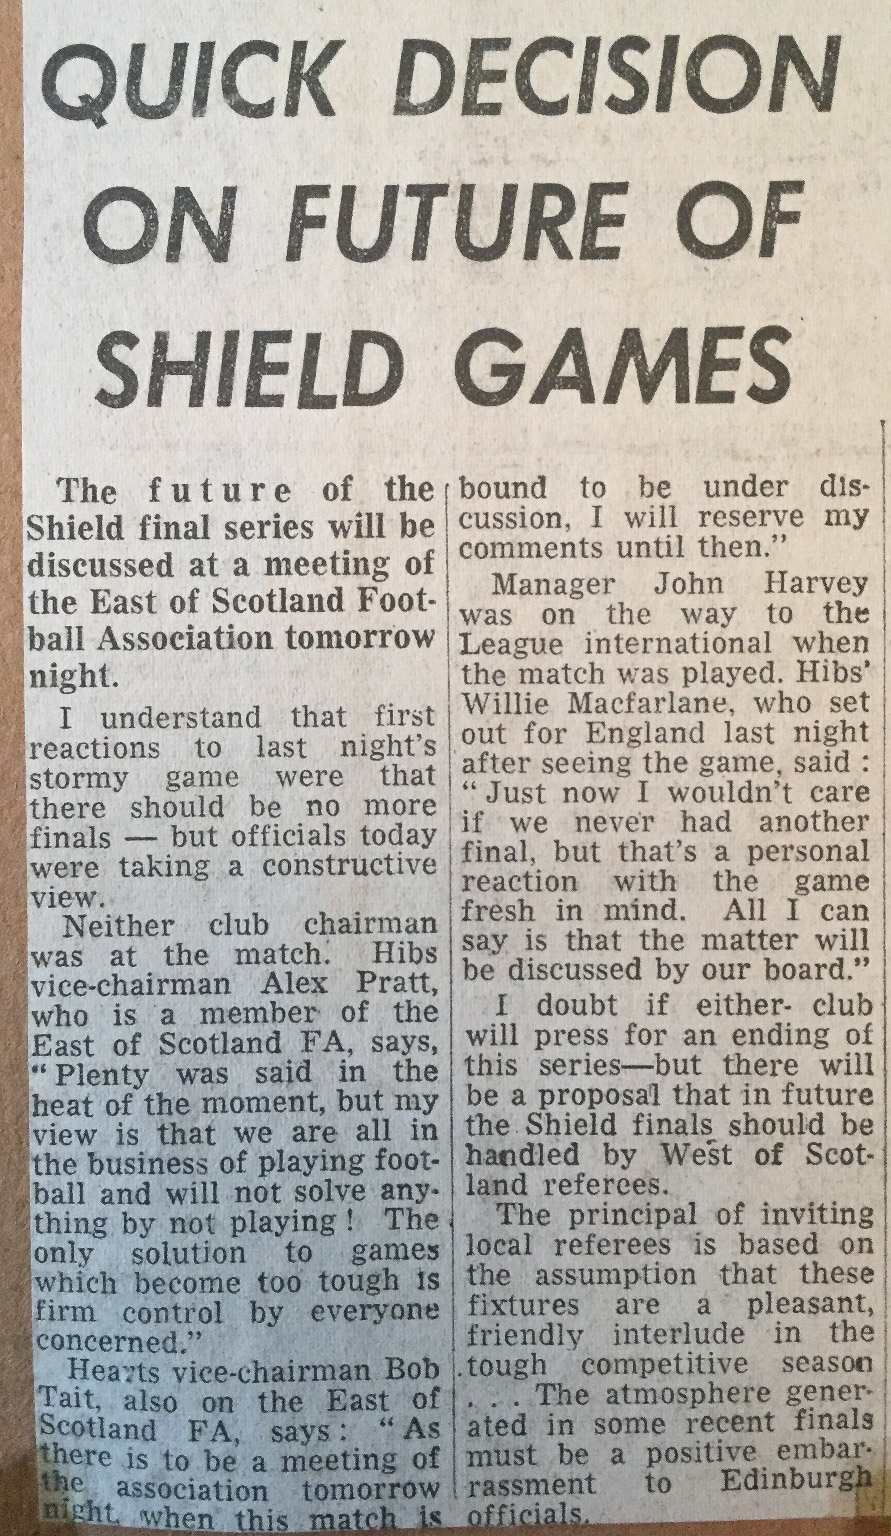 QUICK DECISION
ON FUTURE OF
SHIELD GAMES
The future of the
Shield final series will be
discussed at a meeting of
the East of Scotland Foot-
ball Association tomorrow
night.
I understand that first
reactions to last night's
stormy game were that
there should be no more
finals — but officials today
were taking a constructive
view.
Neither club chairman
was at the match. Hibs
vice-chairman Alex Pratt,
who is a member of the
East of Scotland FA, says,
“Plenty was said in the
heat of the moment, but my
view is that we are all in
the business of playing foot-
ball and will not solve any-
thing by not playing! The
only solution to games
which become too tough is
firm control by everyone
concerned.”
Hearts vice-chairman Bob
Tait, also on the East of
Scotland FA, says: “As
there is to be a meeting of
the association tomorrow
night, when this match is
bound to be under dis-
cussion, I will reserve my
comments until then.”
Manager John Harvey
was on the way to the
League international when
the match was played. Hibs'
Willie Macfarlane, who set
out for England last night
after seeing the game, said:
“Just now I wouldn't care
if we never had another
final, but that's a personal
reaction with the game
fresh in mind. All I can
say is that the matter will
be discussed by our board.”
I doubt if either- club
will press for an ending of
this series—but there will
be a proposal that in future
the Shield finals should be
handled by West of Scot-
land referees.
The principal of inviting
local referees is based on
the assumption that these
fixtures are a pleasant,
friendly interlude in the
tough competitive season
. . . The atmosphere gener-
ated in some recent finals
must be a positive embar-
rassment to Edinburgh
officials.